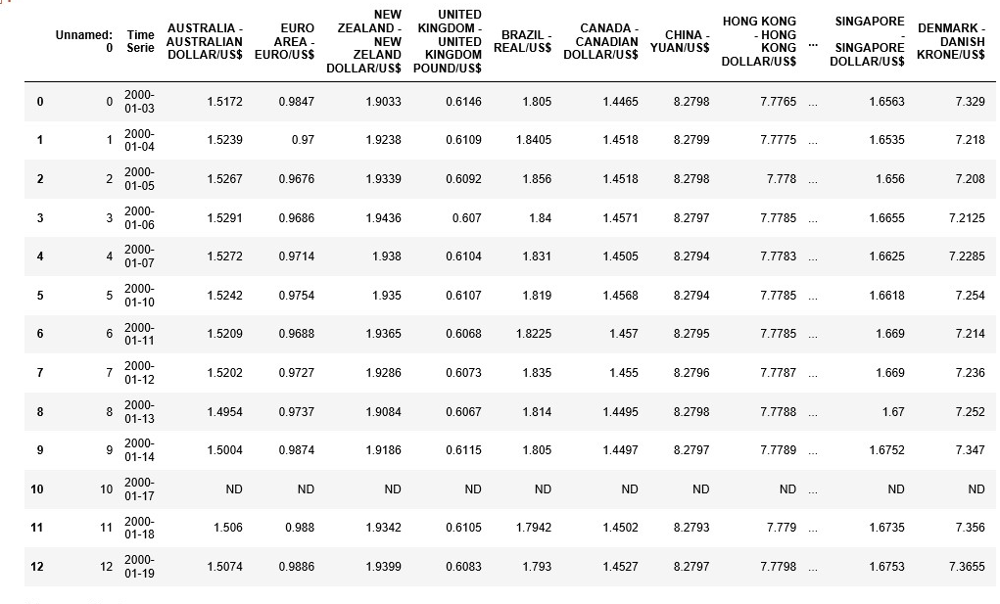 Unnamed: 0 Time Serie AUSTRALIA - AUSTRALIAN DOLLAR/US$ EURO AREA - EURO/US$ NEW ZEALAND - NEW ZELAND DOLLAR/US$ UNITED KINGDOM - UNITED KINGDOM POUND/US$ BRAZIL - REAL/US$ CANADA - CANADIAN DOLLAR/US$ CHINA - YUAN/US$ HONG KONG - HONG KONG DOLLAR/US$ ... SINGAPORE - SINGAPORE DOLLAR/US$ DENMARK - DANISH KRONE/US$
0 0 2000-01-03 1.5172 0.9847 1.9033 0.6146 1.805 1.4465 8.2798 7.7765 ... 1.6563 7.329
1 1 2000-01-04 1.5239 0.97 1.9238 0.6109 1.8405 1.4518 8.2799 7.7775 ... 1.6535 7.218
2 2 2000-01-05 1.5267 0.9676 1.9339 0.6092 1.856 1.4518 8.2798 7.778 ... 1.656 7.208
3 3 2000-01-06 1.5291 0.9686 1.9436 0.607 1.84 1.4571 8.2797 7.7785 ... 1.6655 7.2125
4 4 2000-01-07 1.5272 0.9714 1.938 0.6104 1.831 1.4505 8.2794 7.7783 ... 1.6625 7.2285
5 5 2000-01-10 1.5242 0.9754 1.935 0.6107 1.819 1.4568 8.2794 7.7785 ... 1.6618 7.254
6 6 2000-01-11 1.5209 0.9688 1.9365 0.6068 1.8225 1.457 8.2795 7.7785 ... 1.669 7.214
7 7 2000-01-12 1.5202 0.9727 1.9286 0.6073 1.835 1.455 8.2796 7.7787 ... 1.669 7.236
8 8 2000-01-13 1.4954 0.9737 1.9084 0.6067 1.814 1.4495 8.2798 7.7788 ... 1.67 7.252
9 9 2000-01-14 1.5004 0.9874 1.9186 0.6115 1.805 1.4497 8.2797 7.7789 ... 1.6752 7.347
10 10 2000-01-17 ND ND ND ND ND ND ND ND ... ND ND
11 11 2000-01-18 1.506 0.988 1.9342 0.6105 1.7942 1.4502 8.2793 7.779 ... 1.6735 7.356
12 12 2000-01-19 1.5074 0.9886 1.9399 0.6083 1.793 1.4527 8.2797 7.7798 ... 1.6753 7.3655